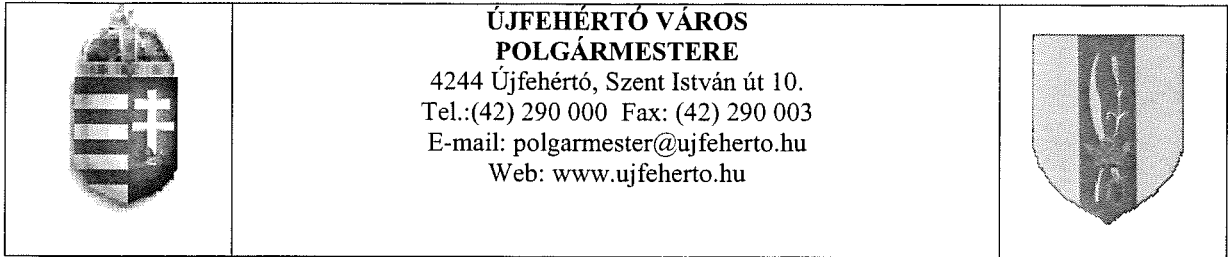 ÚJFEHÉRTÓ VÁROS
POLGÁRMESTERE
4244 Újfehértó, Szent István út 10.
Tel.:(42) 290 000 Fax: (42) 290 003
E-mail: polgarmester@ujfeherto.hu
Web: www.ujfeherto.hu